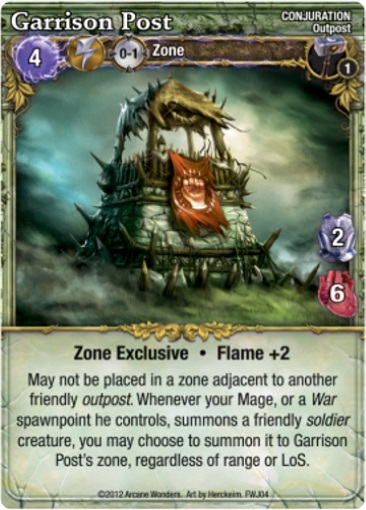 Garrison Post
CONJURATION
Outpost
4
0-1
Zone
1
2
6
Zone Exclusive • Flame +2
May not be placed in a zone adjacent to another
friendly outpost. Whenever your Mage, or a War
spawnpoint he controls, summons a friendly soldier
creature, you may choose to summon it to Garrison
Post's zone, regardless of range or LoS.
©2012 Arcane Wonders. Art by Herckeim. FWJ04